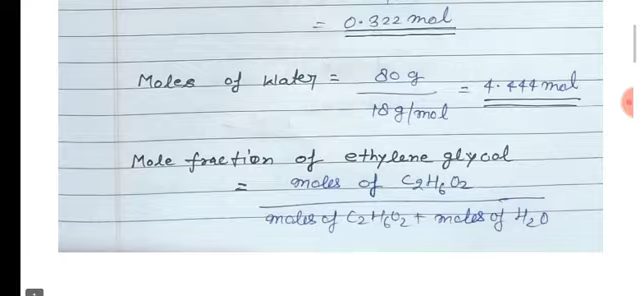 = 0.322 mol
Moles of Water = 80 g / 18 g/mol = 4.444 mol
Mole fraction of ethylene glycol
= moles of C2H6O2 / moles of C2H6O2 + moles of H2O